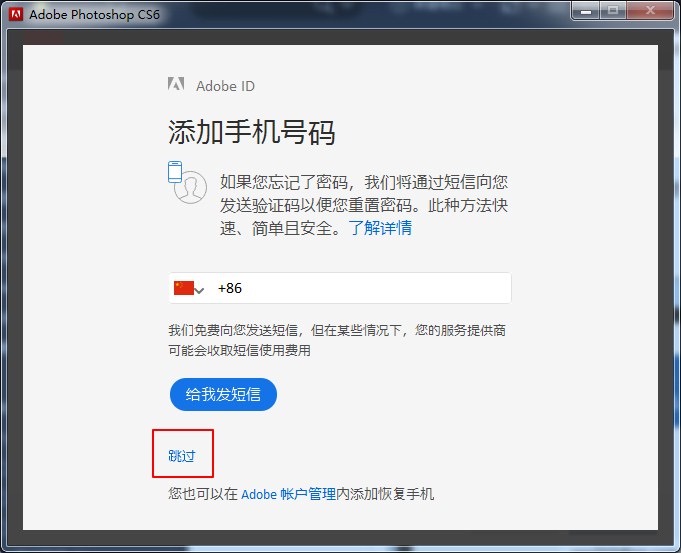 Adobe Photoshop CS6
Adobe ID
添加手机号码
如果您忘记了密码，我们将通过短信向您
发送验证码以便您重置密码。此种方法快
速、简单且安全。了解详情
+86
我们免费向您发送短信，但在某些情况下，您的服务提供商
可能会收取短信使用费用
给我发短信
跳过
您也可以在 Adobe 帐户管理内添加恢复手机